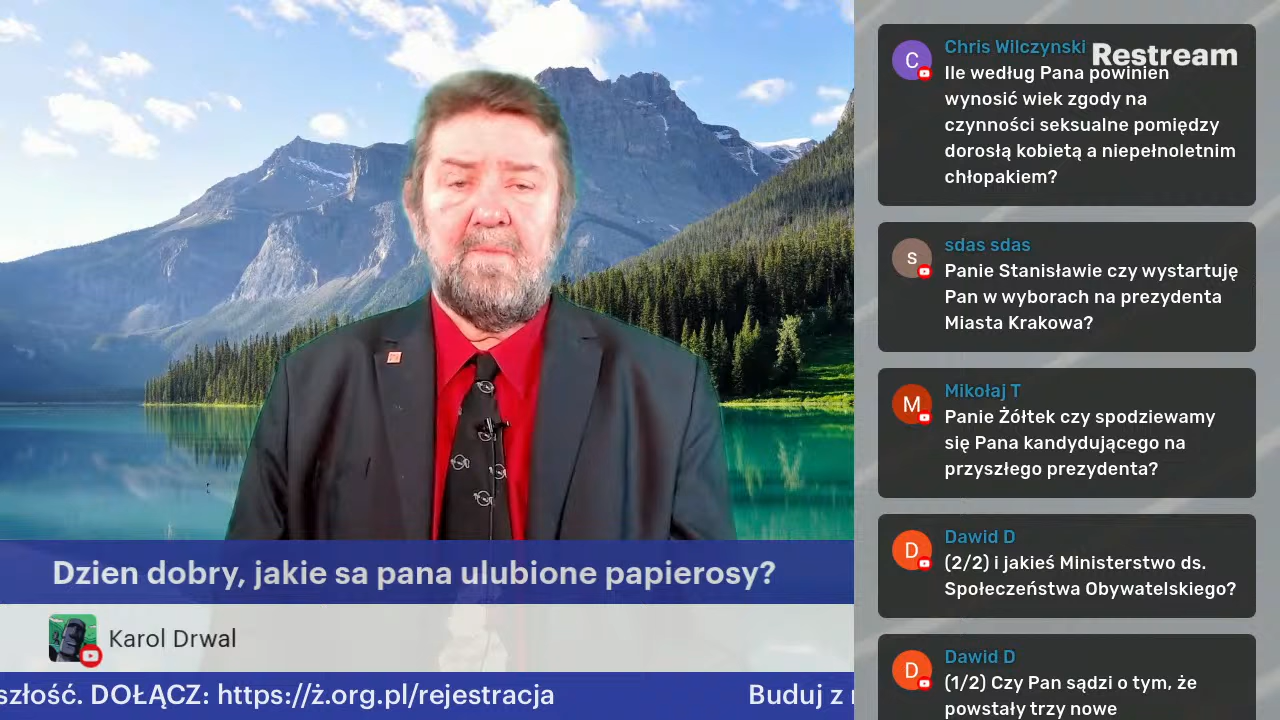 Dzien dobry, jakie sa pana ulubione papierosy?
Karol Drwal
szłość. DOŁĄCZ: https://ż.org.pl/rejestracja
Buduj z
Restream
C
Chris Wilczynski
Ile według Pana powinien
wynosić wiek zgody na
czynności seksualne pomiędzy
dorosłą kobietą a niepełnoletnim
chłopakiem?
s
sdas sdas
Panie Stanisławie czy wystartuję
Pan w wyborach na prezydenta
Miasta Krakowa?
M
Mikołaj T
Panie Żółtek czy spodziewamy
się Pana kandydującego na
przyszłego prezydenta?
D
Dawid D
(2/2) i jakieś Ministerstwo ds.
Społeczeństwa Obywatelskiego?
D
Dawid D
(1/2) Czy Pan sądzi o tym, że
powstały trzy nowe